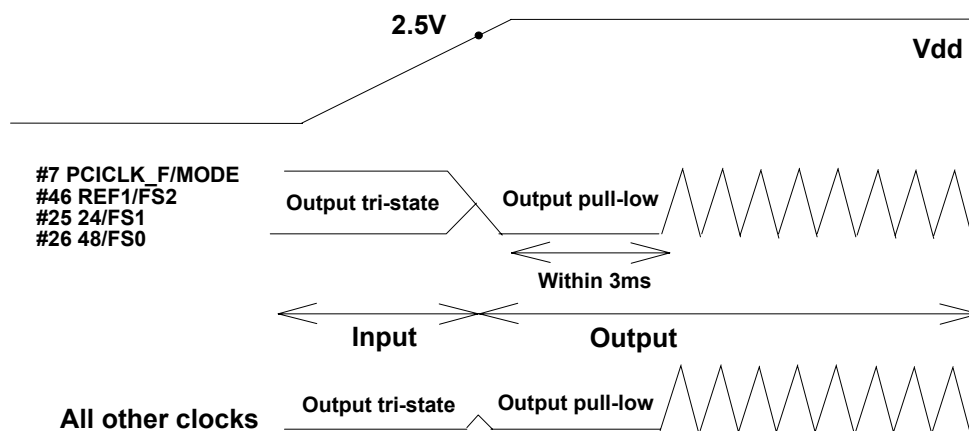 2.5V
Vdd
#7 PCICLK_F/MODE
#46 REF1/FS2
#25 24/FS1
#26 48/FS0
Output tri-state
Output pull-low
Within 3ms
Input
Output
All other clocks
Output tri-state
Output pull-low